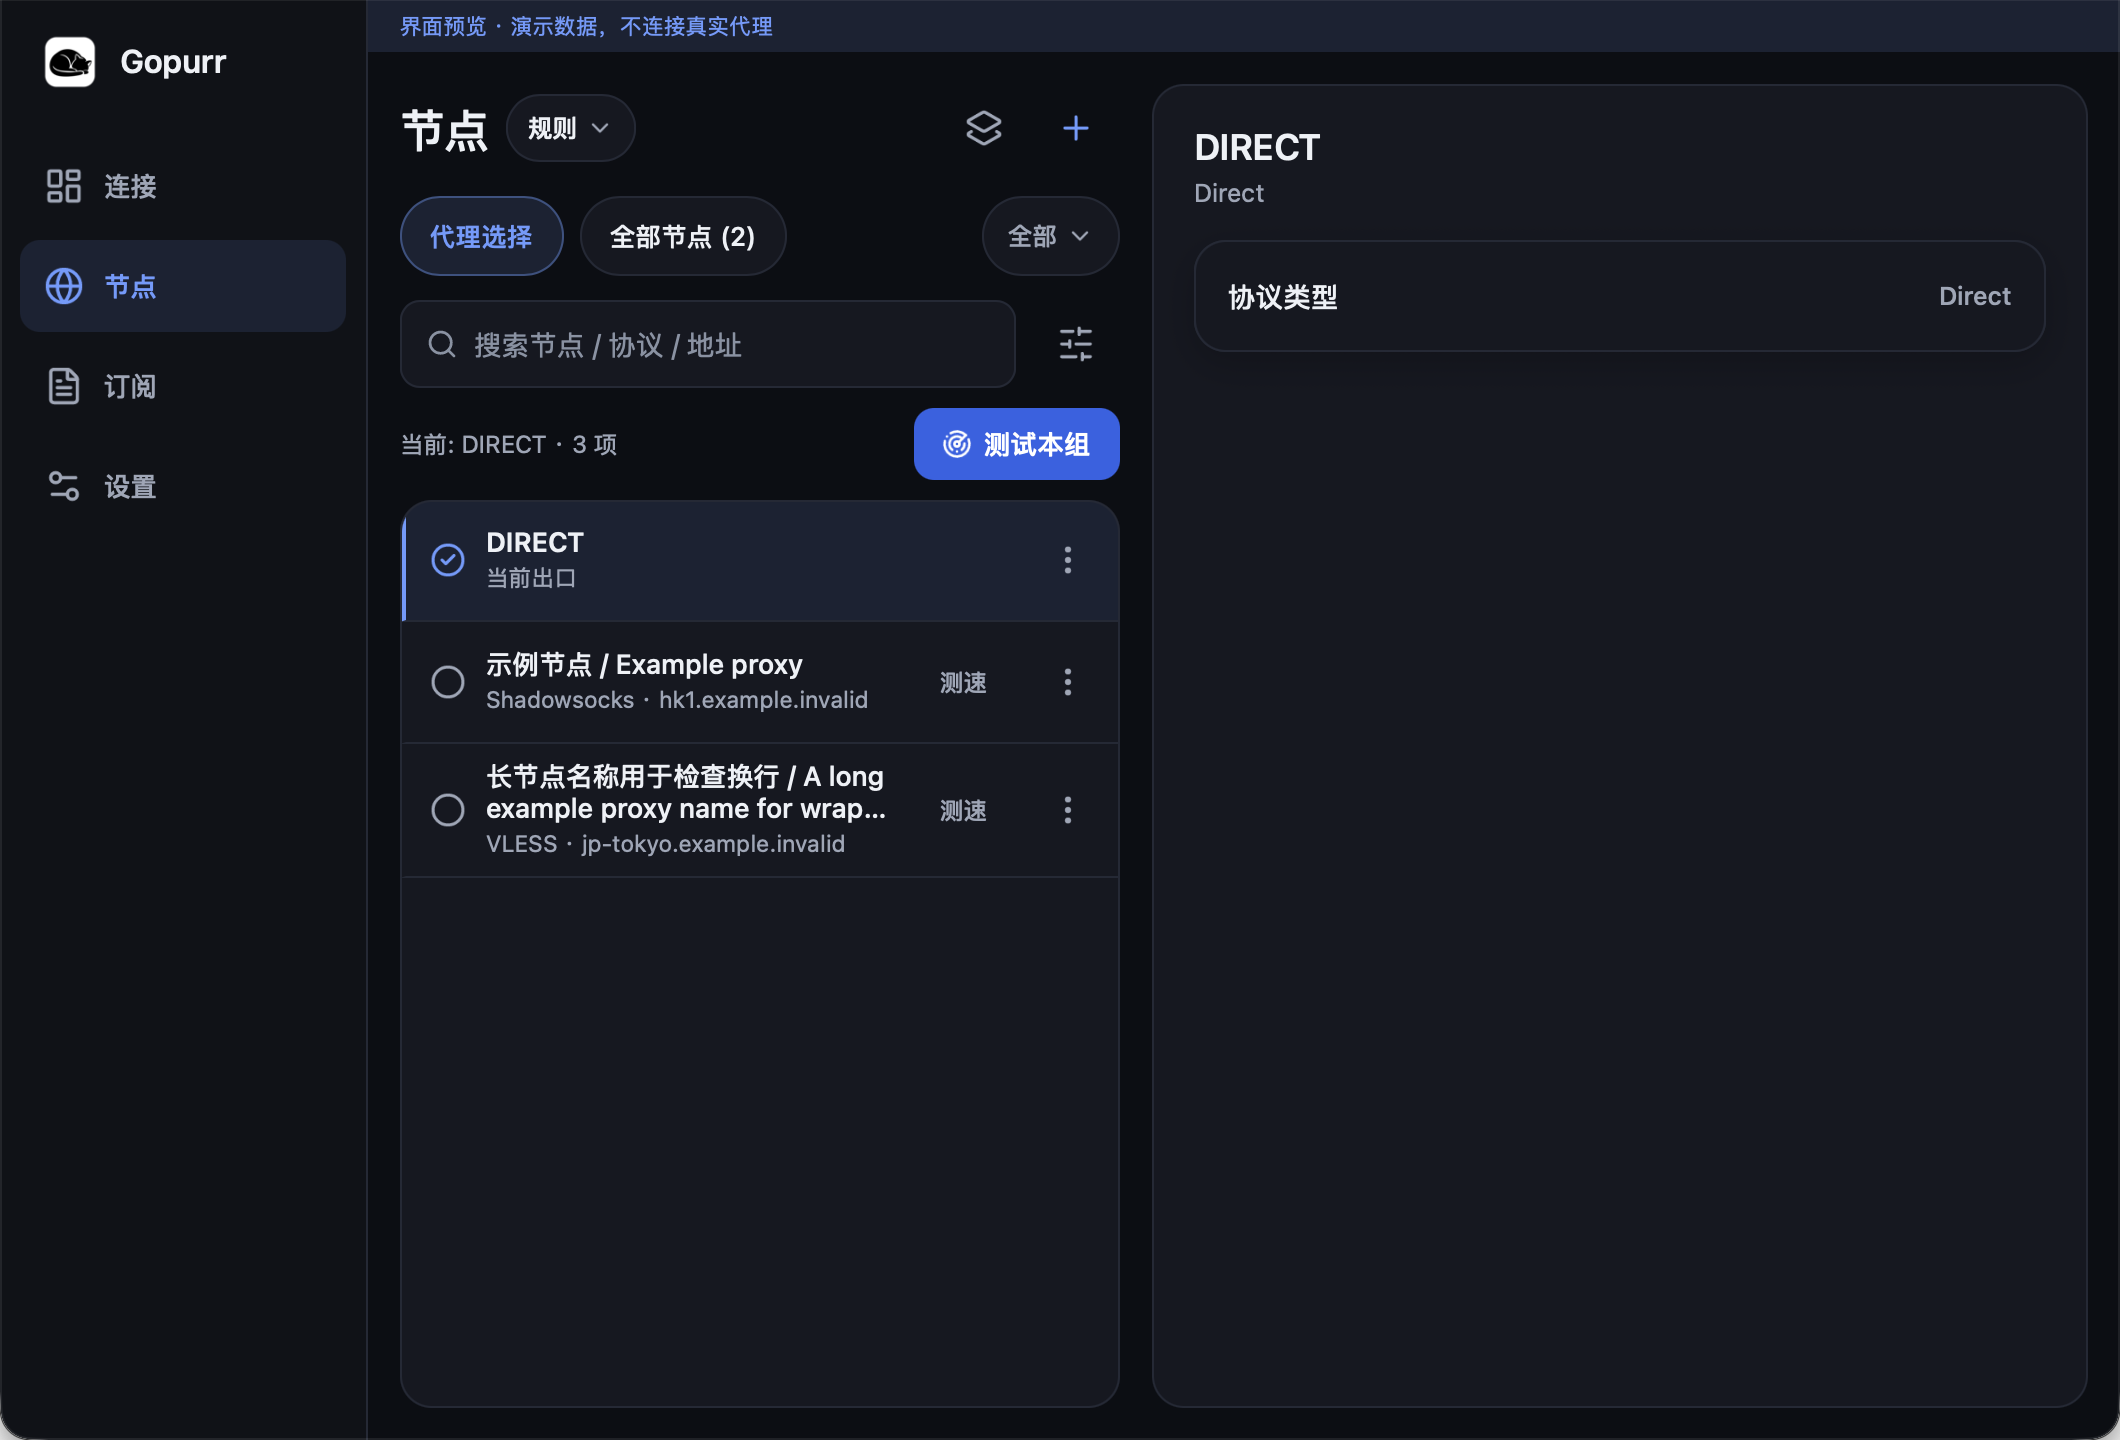 界面预览 · 演示数据，不连接真实代理
Gopurr
连接
节点
订阅
设置
节点
规则
代理选择
全部节点 (2)
全部
搜索节点 / 协议 / 地址
当前: DIRECT · 3 项
测试本组
DIRECT
当前出口
示例节点 / Example proxy
Shadowsocks · hk1.example.invalid
测速
长节点名称用于检查换行 / A long
example proxy name for wrap...
VLESS · jp-tokyo.example.invalid
测速
DIRECT
Direct
协议类型
Direct